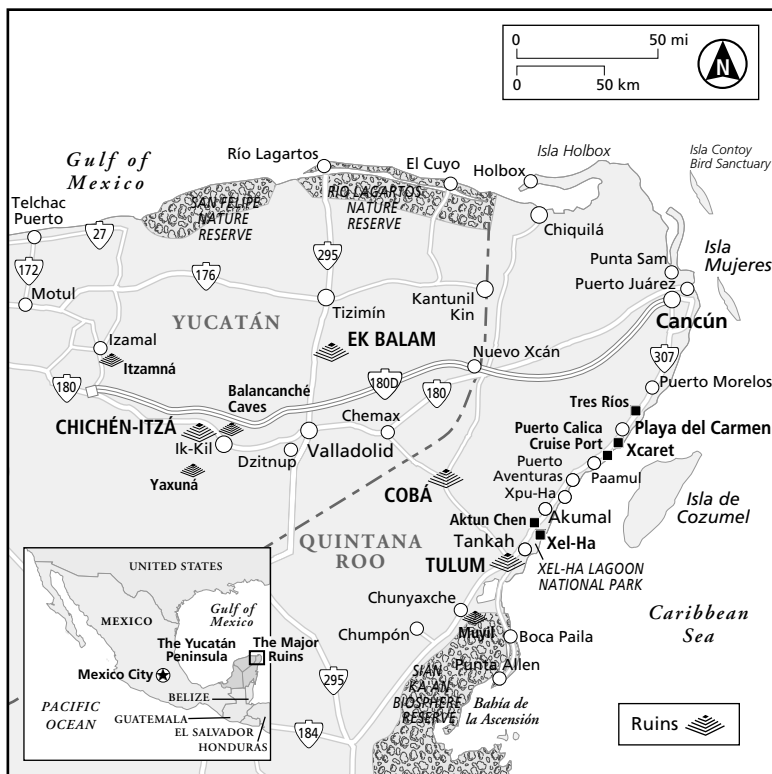 0 50 mi
0 50 km
N
Gulf of
Mexico
Río Lagartos
El Cuyo
Holbox
Isla Holbox
Isla Contoy
Bird Sanctuary
Telchac
Puerto
27
SAN FELIPE
NATURE
RESERVE
RÍO LAGARTOS
NATURE
RESERVE
Chiquilá
Isla
Mujeres
172
176
295
Punta Sam
Puerto Juárez
Motul
Tizimín
Kantunil
Kin
Cancún
YUCATÁN
Izamal
Itzamná
EK BALAM
Nuevo Xcán
307
180
180D
180
Puerto Morelos
Balancanché
Caves
Tres Ríos
CHICHÉN-ITZÁ
Chemax
Puerto Calica
Cruise Port
Playa del Carmen
Ik-Kil
Dzitnup
Valladolid
Xcaret
Yaxuná
COBÁ
Puerto
Aventuras
Paamul
Xpu-Ha
Isla de
Cozumel
Aktun Chen
Akumal
QUINTANA
ROO
Tankah
Xel-Ha
TULUM
XEL-HA LAGOON
NATIONAL PARK
Chunyaxche
Caribbean
Sea
Chumpón
Muyil
Boca Paila
Punta Allen
SIAN
KA'AN
BIOSPHERE
RESERVE
Bahía de
la Ascensión
295
184
Ruins
UNITED STATES
Gulf of
Mexico
MEXICO
The Yucatán
Peninsula
The Major
Ruins
Mexico City
BELIZE
PACIFIC
OCEAN
GUATEMALA
EL SALVADOR
HONDURAS